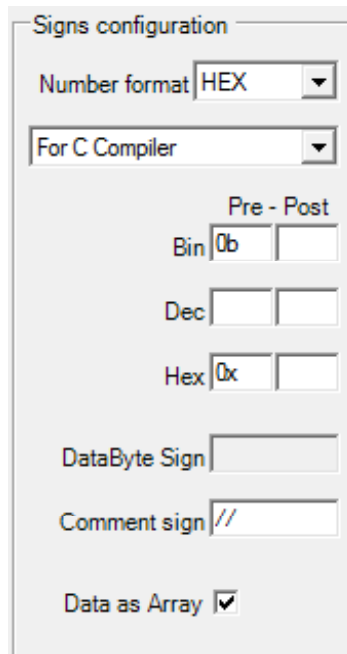 Signs configuration
Number format HEX
For C Compiler
Pre - Post
Bin 0b
Dec
Hex 0x
DataByte Sign
Comment sign //
Data as Array